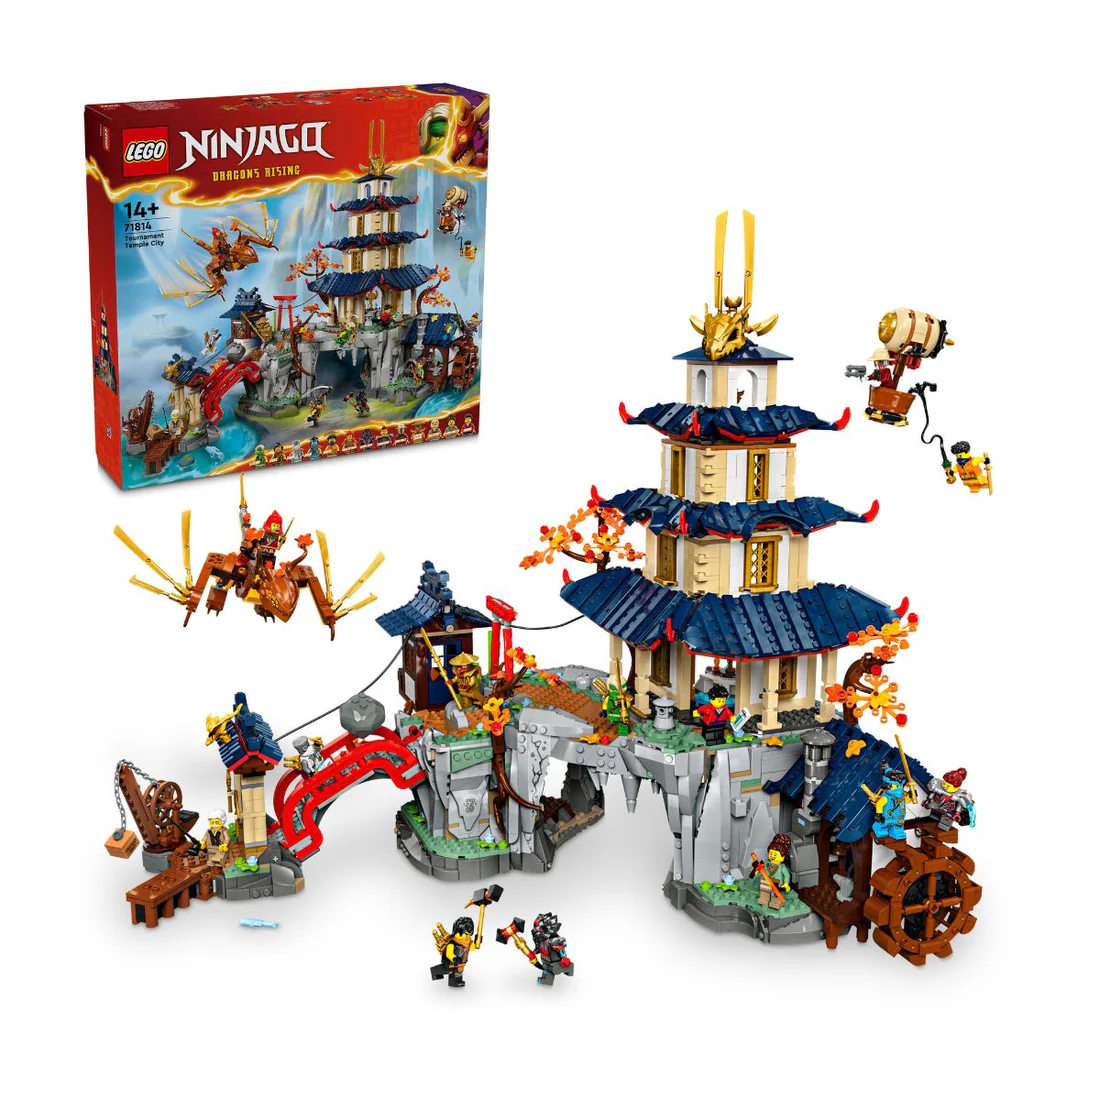 LEGO
NINJAGO
DRAGONS RISING
14+
71814
Tournament
Temple City